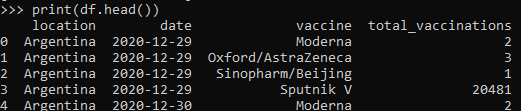 >>> print(df.head())
    location        date             vaccine  total_vaccinations
0  Argentina  2020-12-29             Moderna                   2
1  Argentina  2020-12-29  Oxford/AstraZeneca                   3
2  Argentina  2020-12-29   Sinopharm/Beijing                   1
3  Argentina  2020-12-29           Sputnik V               20481
4  Argentina  2020-12-30             Moderna                   2